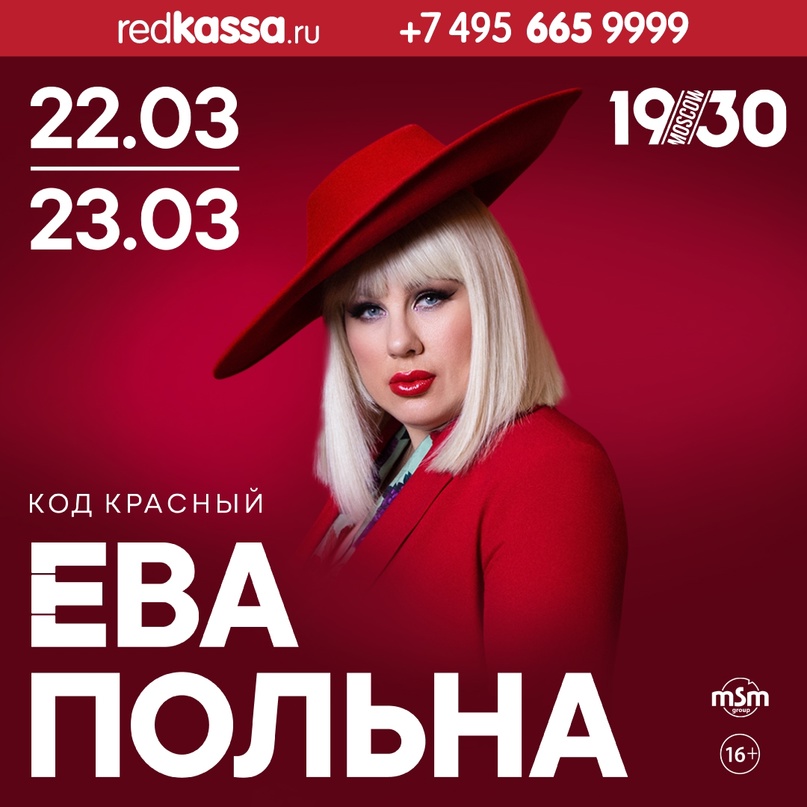 redkassa.ru +7 495 665 9999
22.03
23.03
19//30
MOSCOW
КОД КРАСНЫЙ
ЕВА
ПОЛЬНА
mSm
group
16+